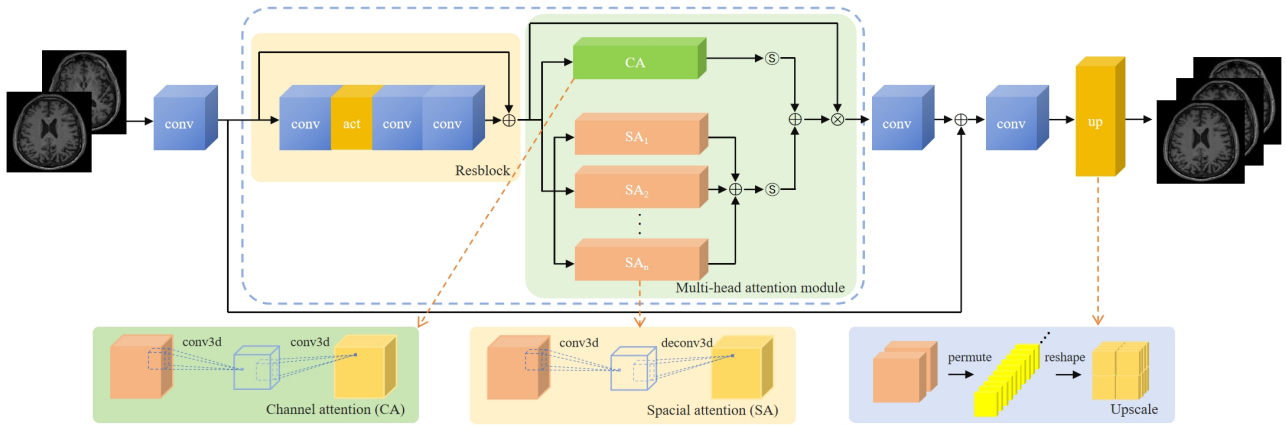 CA
S
conv
conv
act
conv
conv
SA1
conv
conv
up
Resblock
SA2
S
SAn
Multi-head attention module
conv3d
conv3d
Channel attention (CA)
conv3d
deconv3d
Spacial attention (SA)
permute
reshape
Upscale